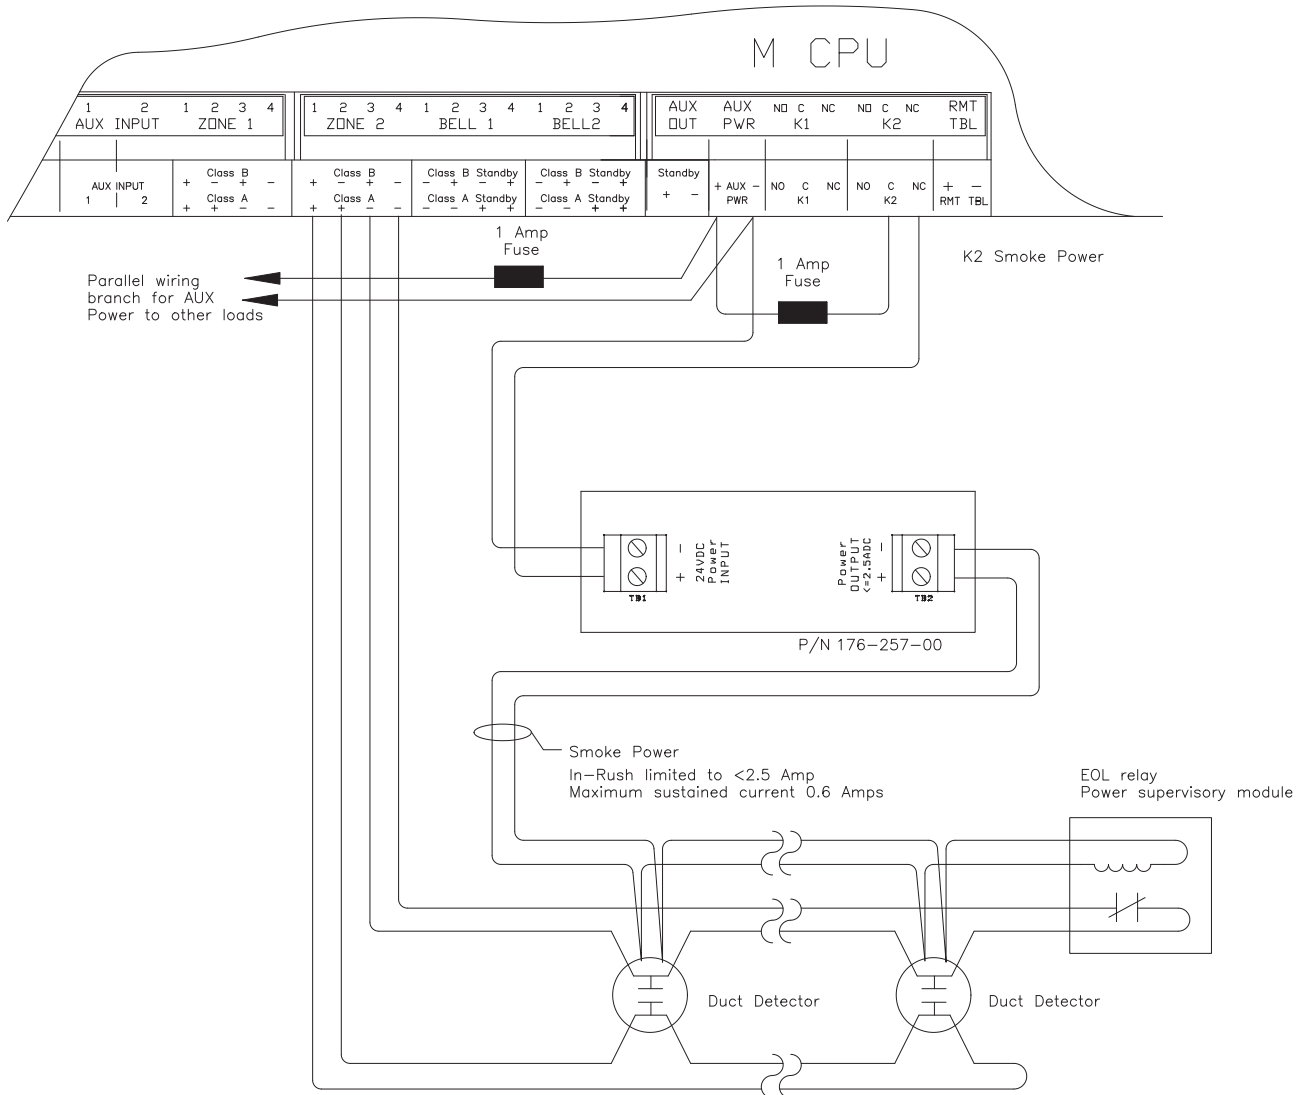 M CPU
1 2 1 2 3 4 1 2 3 4 1 2 3 4 1 2 3 4 AUX AUX NO C NC NO C NC RMT
AUX INPUT ZONE 1 ZONE 2 BELL 1 BELL2 OUT PWR K1 K2 TBL
Class B Class B Class B Standby Class B Standby Standby
+ - + - + - + - - + - + - + - +
AUX INPUT Class A Class A Class A Standby Class A Standby + - + AUX - NO C NC NO C NC + -
1 2 + + - - + + - - - - + + - - + + PWR K1 K2 RMT TBL
1 Amp
Fuse
K2 Smoke Power
1 Amp
Fuse
Parallel wiring
branch for AUX
Power to other loads
- 24VDC
Power
+ INPUT
TB1
Power
OUTPUT -
<=2.5ADC +
TB2
P/N 176-257-00
Smoke Power
In-Rush limited to <2.5 Amp
Maximum sustained current 0.6 Amps
EOL relay
Power supervisory module
Duct Detector
Duct Detector